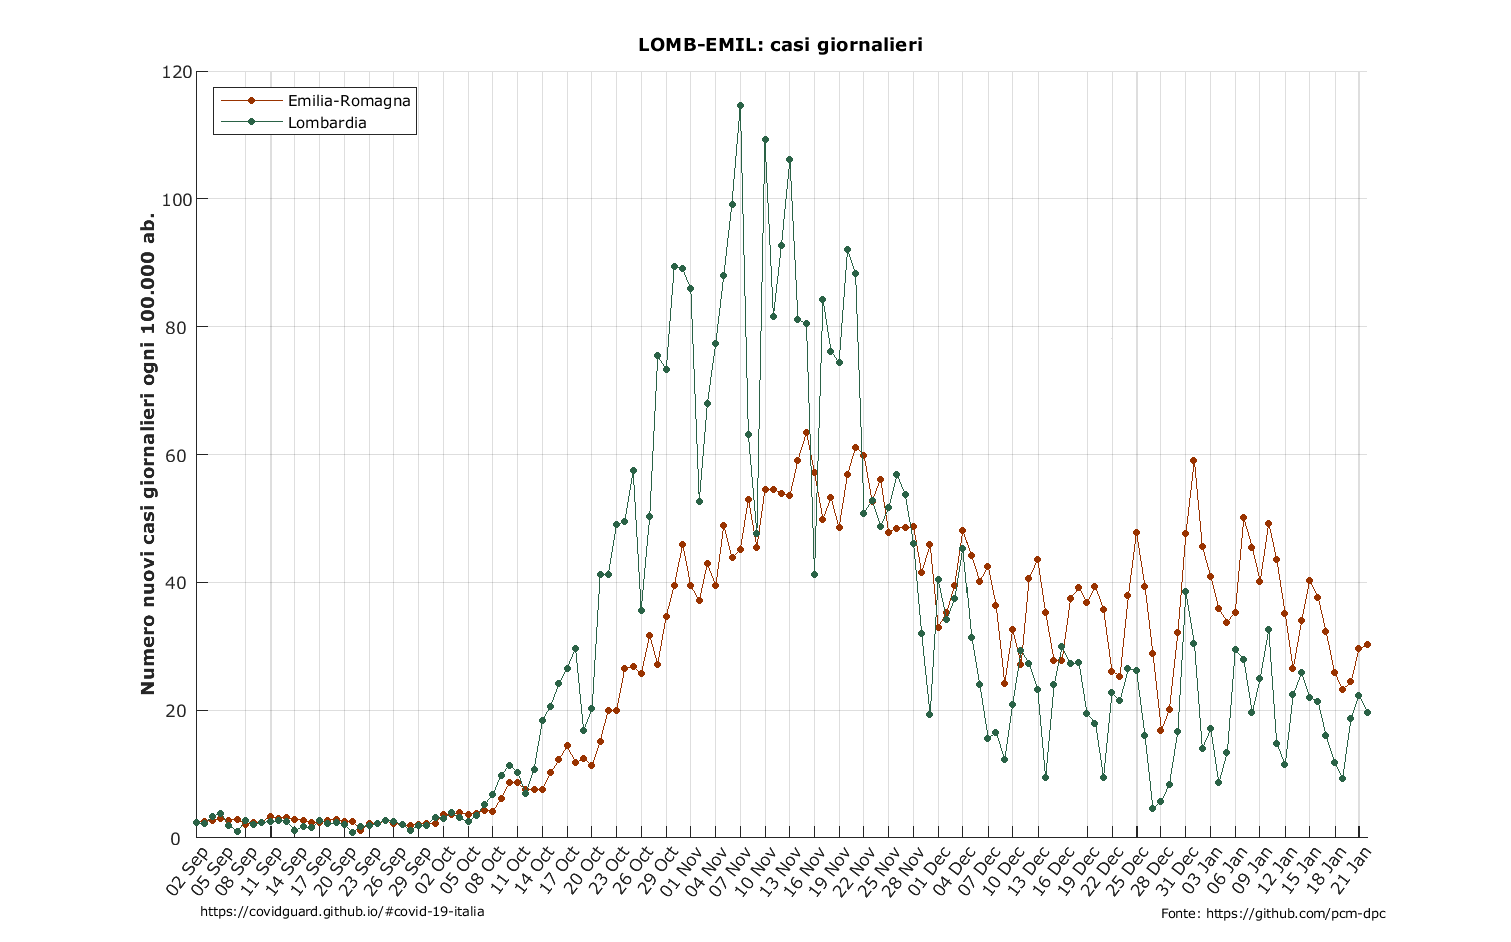 LOMB-EMIL: casi giornalieri
Emilia-Romagna
Lombardia
Numero nuovi casi giornalieri ogni 100.000 ab.
120
100
80
60
40
20
0
02 Sep
05 Sep
08 Sep
11 Sep
14 Sep
17 Sep
20 Sep
23 Sep
26 Sep
29 Sep
02 Oct
05 Oct
08 Oct
11 Oct
14 Oct
17 Oct
20 Oct
23 Oct
26 Oct
29 Oct
01 Nov
04 Nov
07 Nov
10 Nov
13 Nov
16 Nov
19 Nov
22 Nov
25 Nov
28 Nov
01 Dec
04 Dec
07 Dec
10 Dec
13 Dec
16 Dec
19 Dec
22 Dec
25 Dec
28 Dec
31 Dec
03 Jan
06 Jan
09 Jan
12 Jan
15 Jan
18 Jan
21 Jan
https://covidguard.github.io/#covid-19-italia
Fonte: https://github.com/pcm-dpc